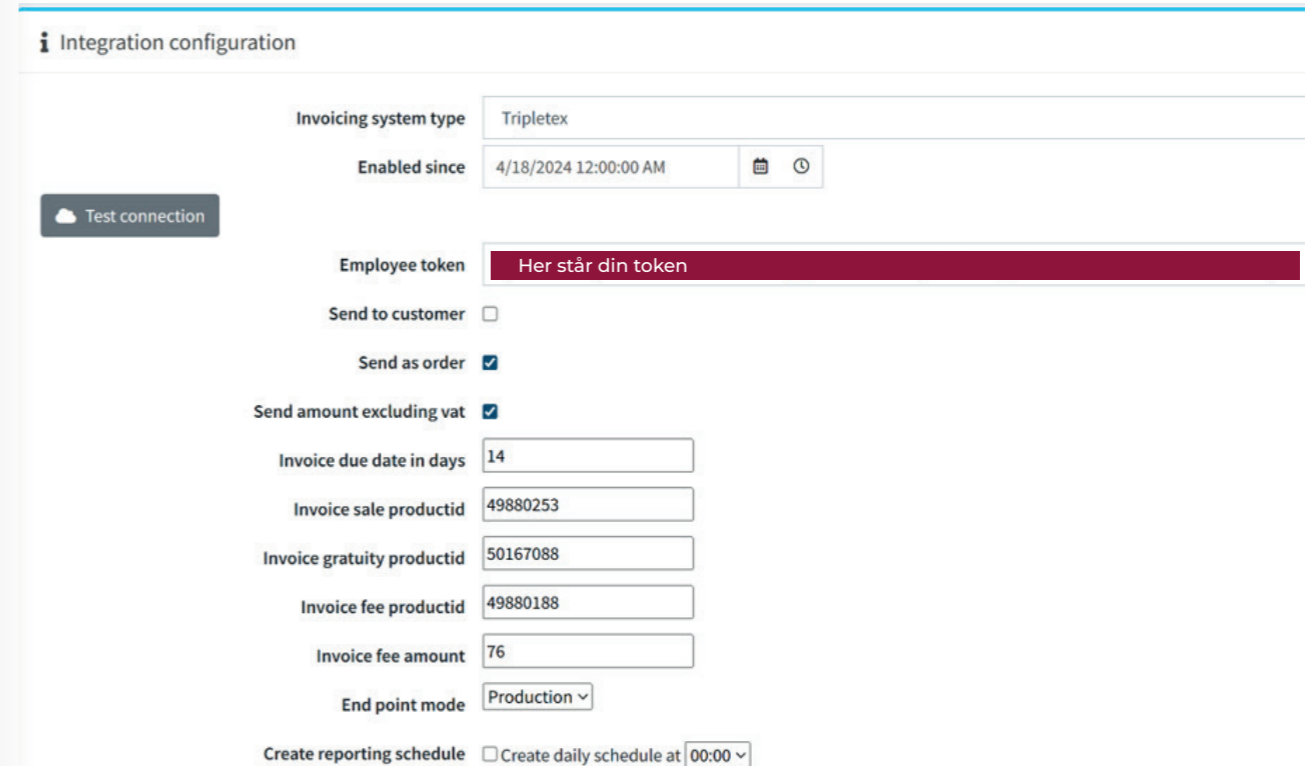 Integration configuration
Invoicing system type Tripletex
Enabled since 4/18/2024 12:00:00 AM
Test connection
Employee token Her står din token
Send to customer
Send as order
Send amount excluding vat
Invoice due date in days 14
Invoice sale productid 49880253
Invoice gratuity productid 50167088
Invoice fee productid 49880188
Invoice fee amount 76
End point mode Production
Create reporting schedule Create daily schedule at 00:00